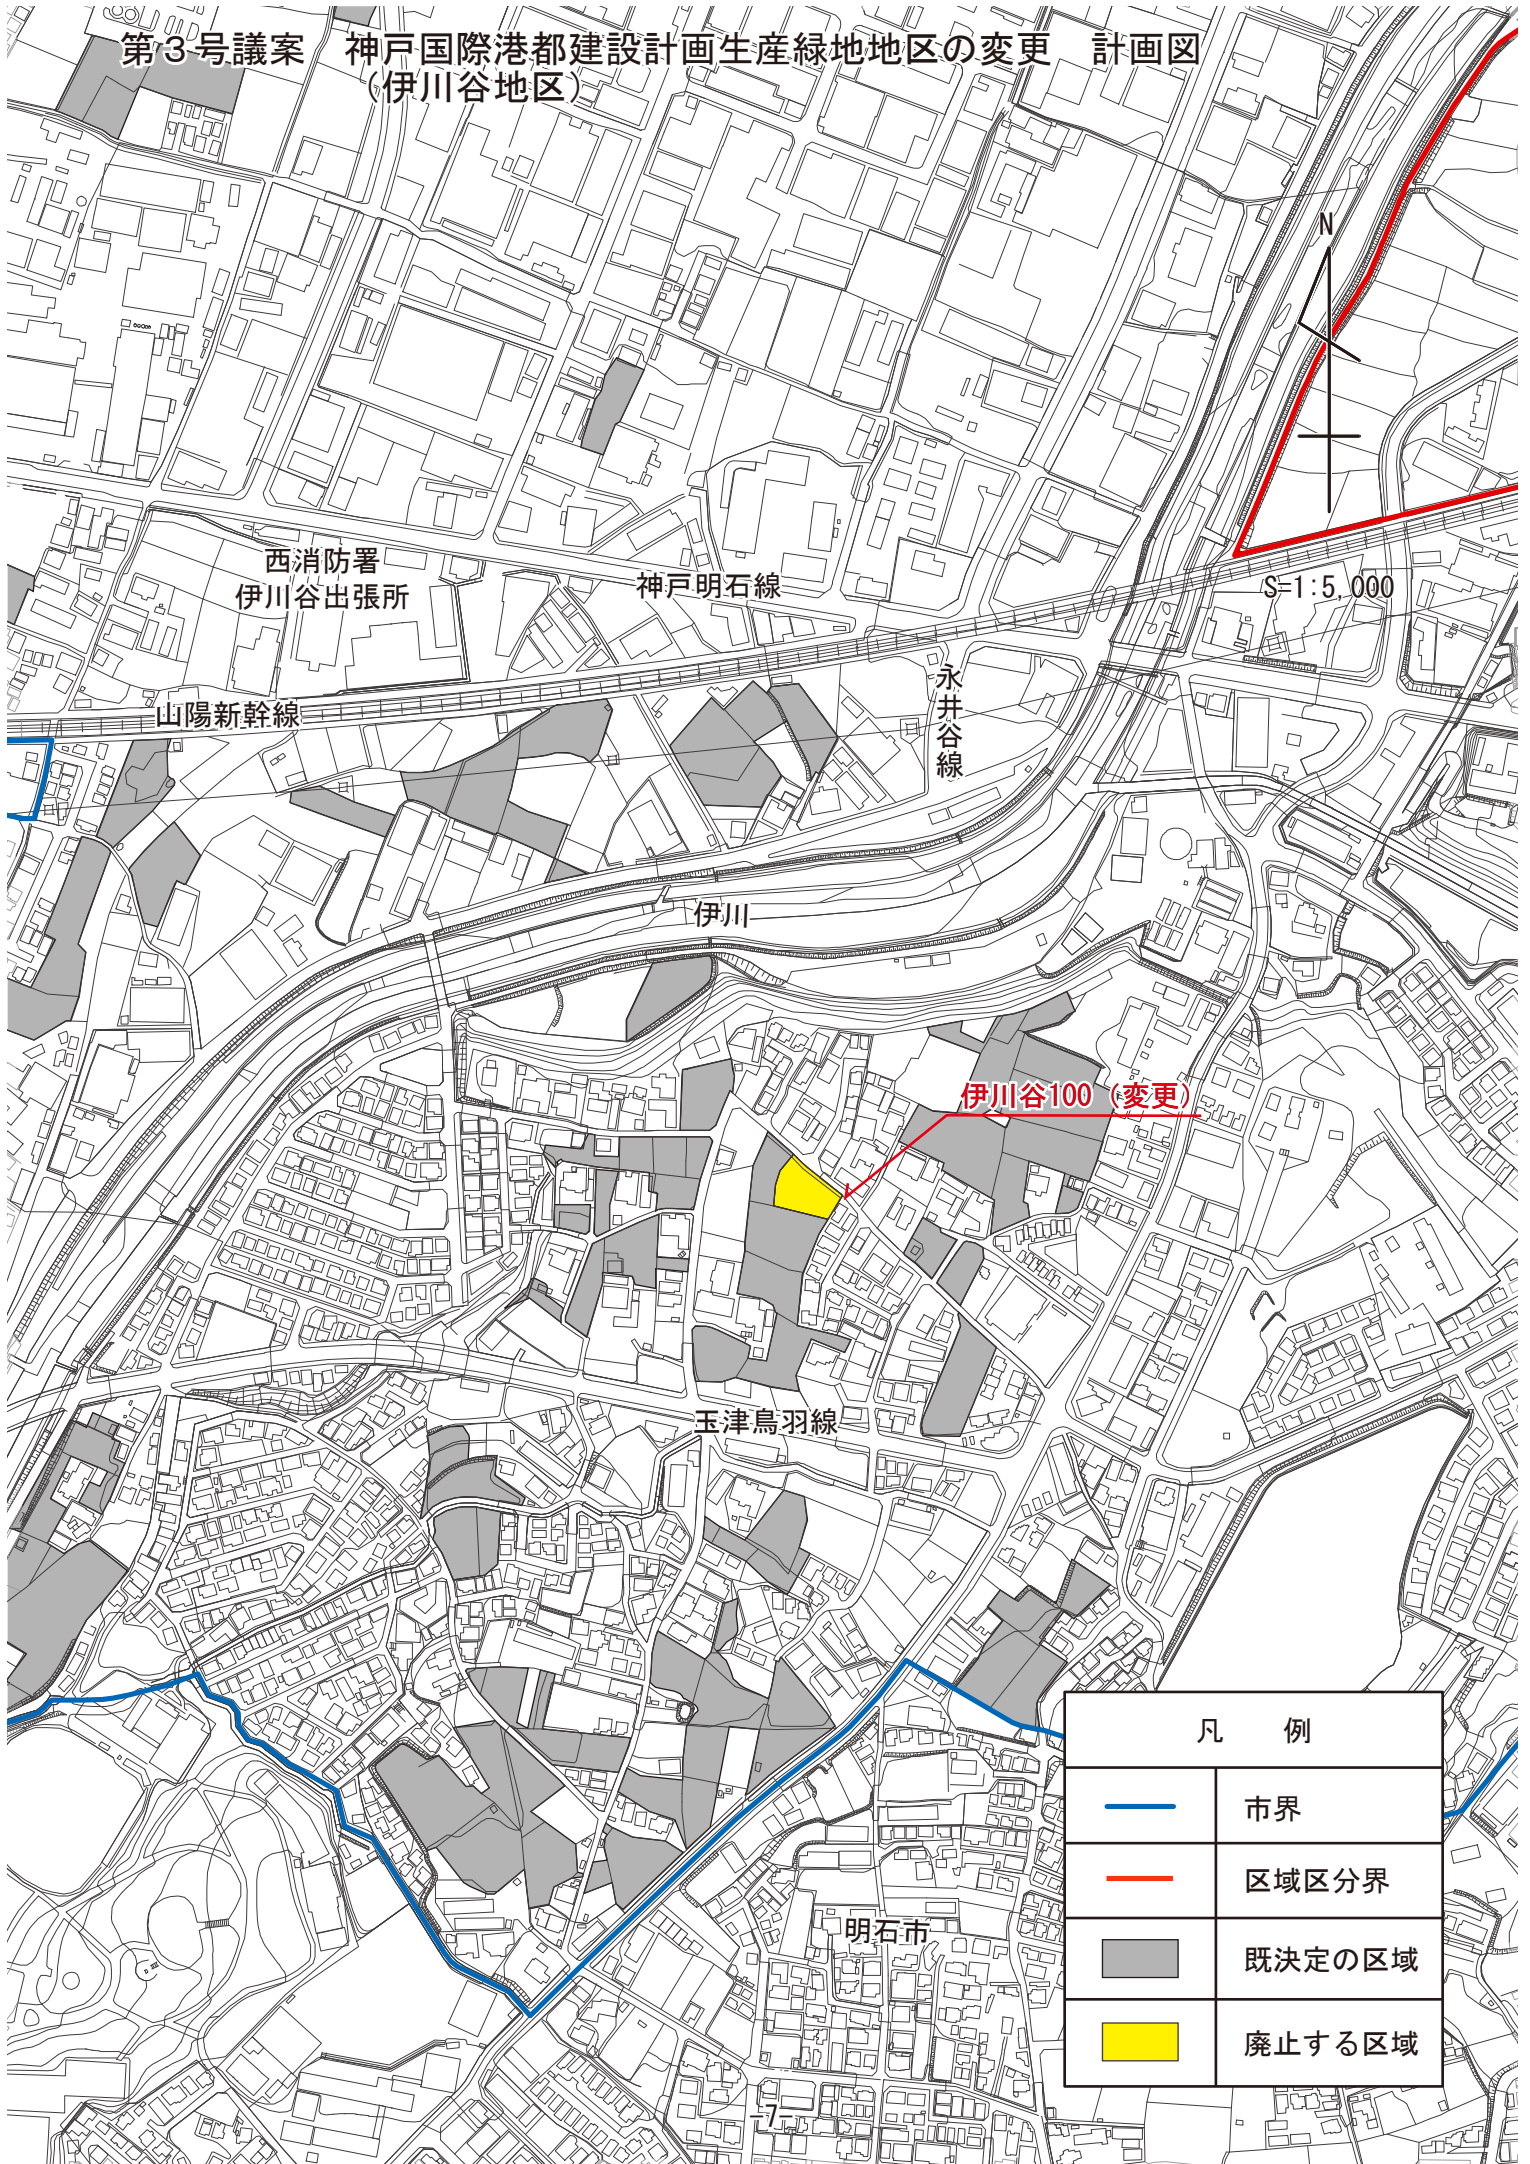 第３号議案　神戸国際港都建設計画生産緑地地区の変更　計画図
（伊川谷地区）
N
西消防署
伊川谷出張所
神戸明石線
S=1:5,000
山陽新幹線
永井谷線
伊川
伊川谷100（変更）
玉津鳥羽線
凡　例
市界
区域区分界
既決定の区域
廃止する区域
明石市
-7-